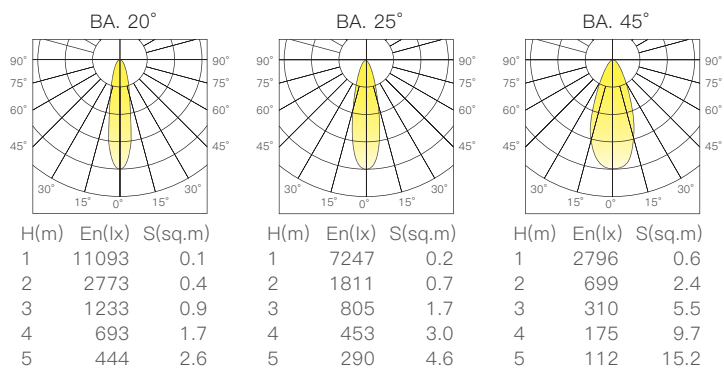 BA. 20°
90° 90°
75° 75°
60° 60°
45° 45°
30° 30°
15° 0° 15°
H(m) En(lx) S(sq.m)
1 11093 0.1
2 2773 0.4
3 1233 0.9
4 693 1.7
5 444 2.6
BA. 25°
90° 90°
75° 75°
60° 60°
45° 45°
30° 30°
15° 0° 15°
H(m) En(lx) S(sq.m)
1 7247 0.2
2 1811 0.7
3 805 1.7
4 453 3.0
5 290 4.6
BA. 45°
90° 90°
75° 75°
60° 60°
45° 45°
30° 30°
15° 0° 15°
H(m) En(lx) S(sq.m)
1 2796 0.6
2 699 2.4
3 310 5.5
4 175 9.7
5 112 15.2